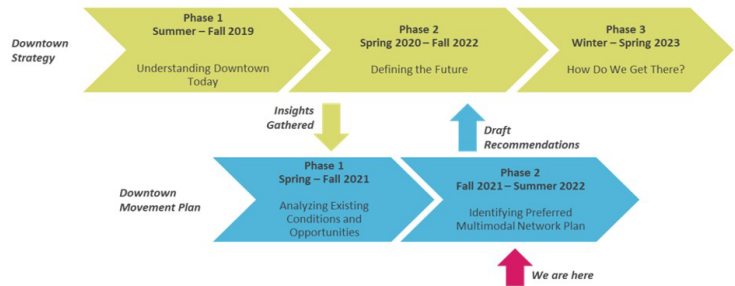 Downtown
Strategy
Phase 1
Summer – Fall 2019
Understanding Downtown
Today
Phase 2
Spring 2020 – Fall 2022
Defining the Future
Phase 3
Winter – Spring 2023
How Do We Get There?
Insights
Gathered
Draft
Recommendations
Downtown
Movement Plan
Phase 1
Spring – Fall 2021
Analyzing Existing
Conditions and
Opportunities
Phase 2
Fall 2021 – Summer 2022
Identifying Preferred
Multimodal Network Plan
We are here